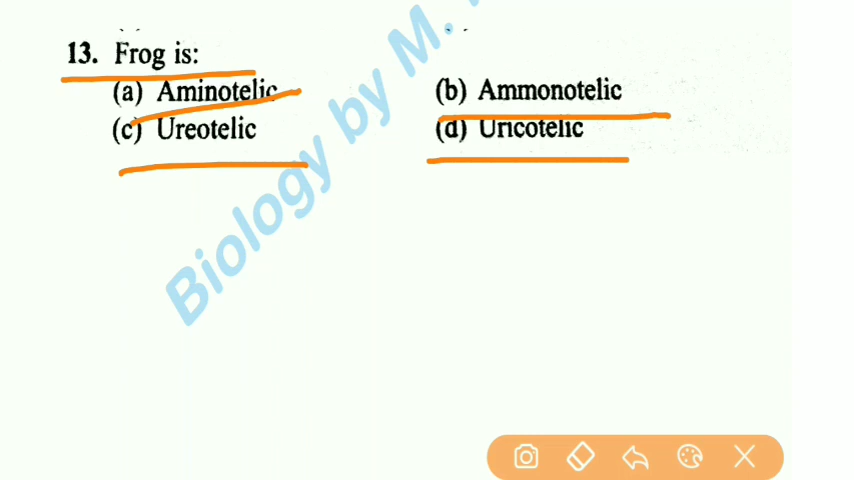 13. Frog is:
(a) Aminotelic (b) Ammonotelic
(c) Ureotelic (d) Uricotelic
Biology by M.